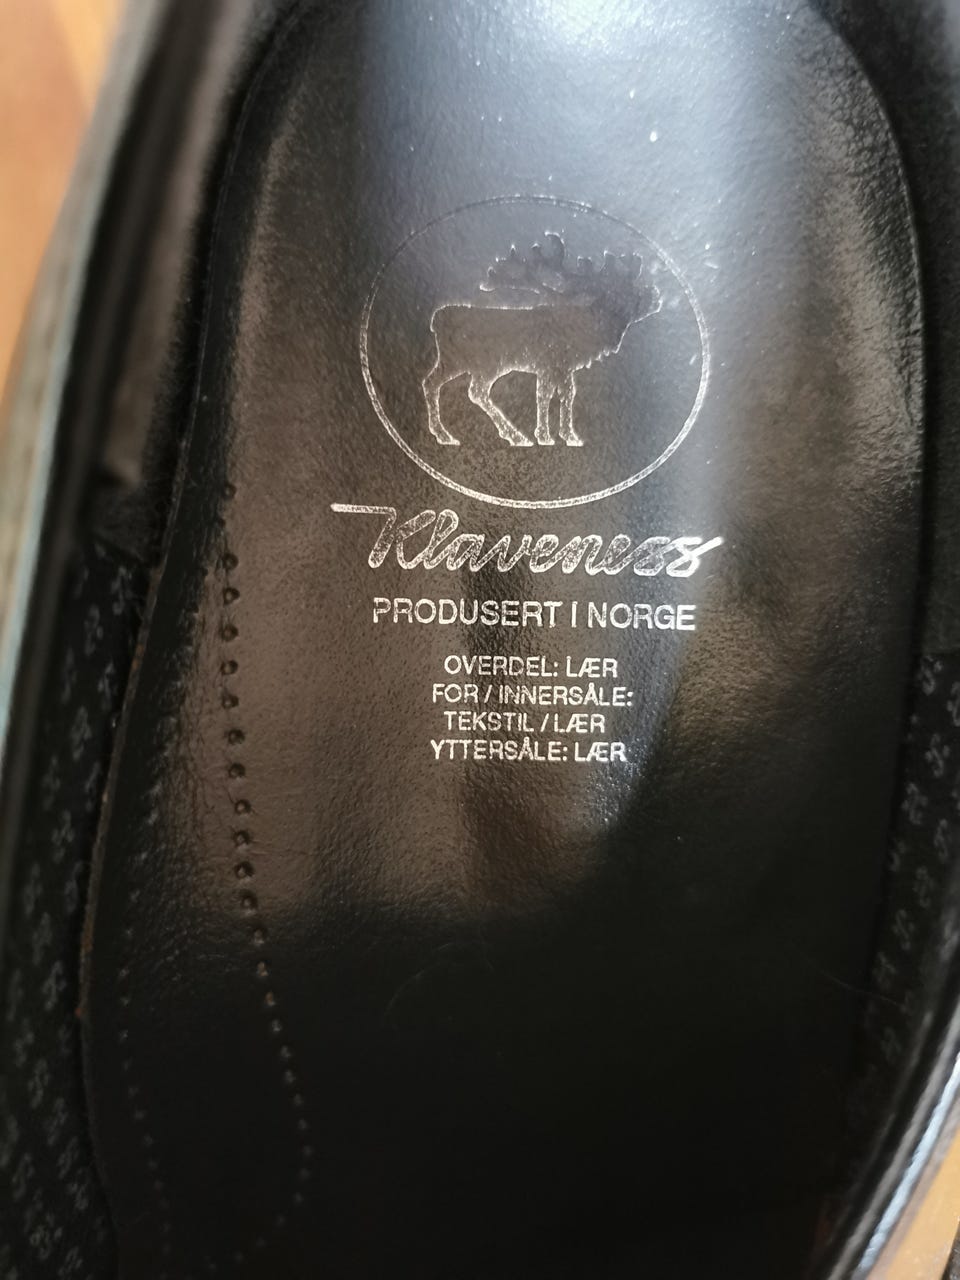 Klaveness
PRODUSERT I NORGE
OVERDEL: LÆR
FOR / INNERSÅLE:
TEKSTIL / LÆR
YTTERSÅLE: LÆR